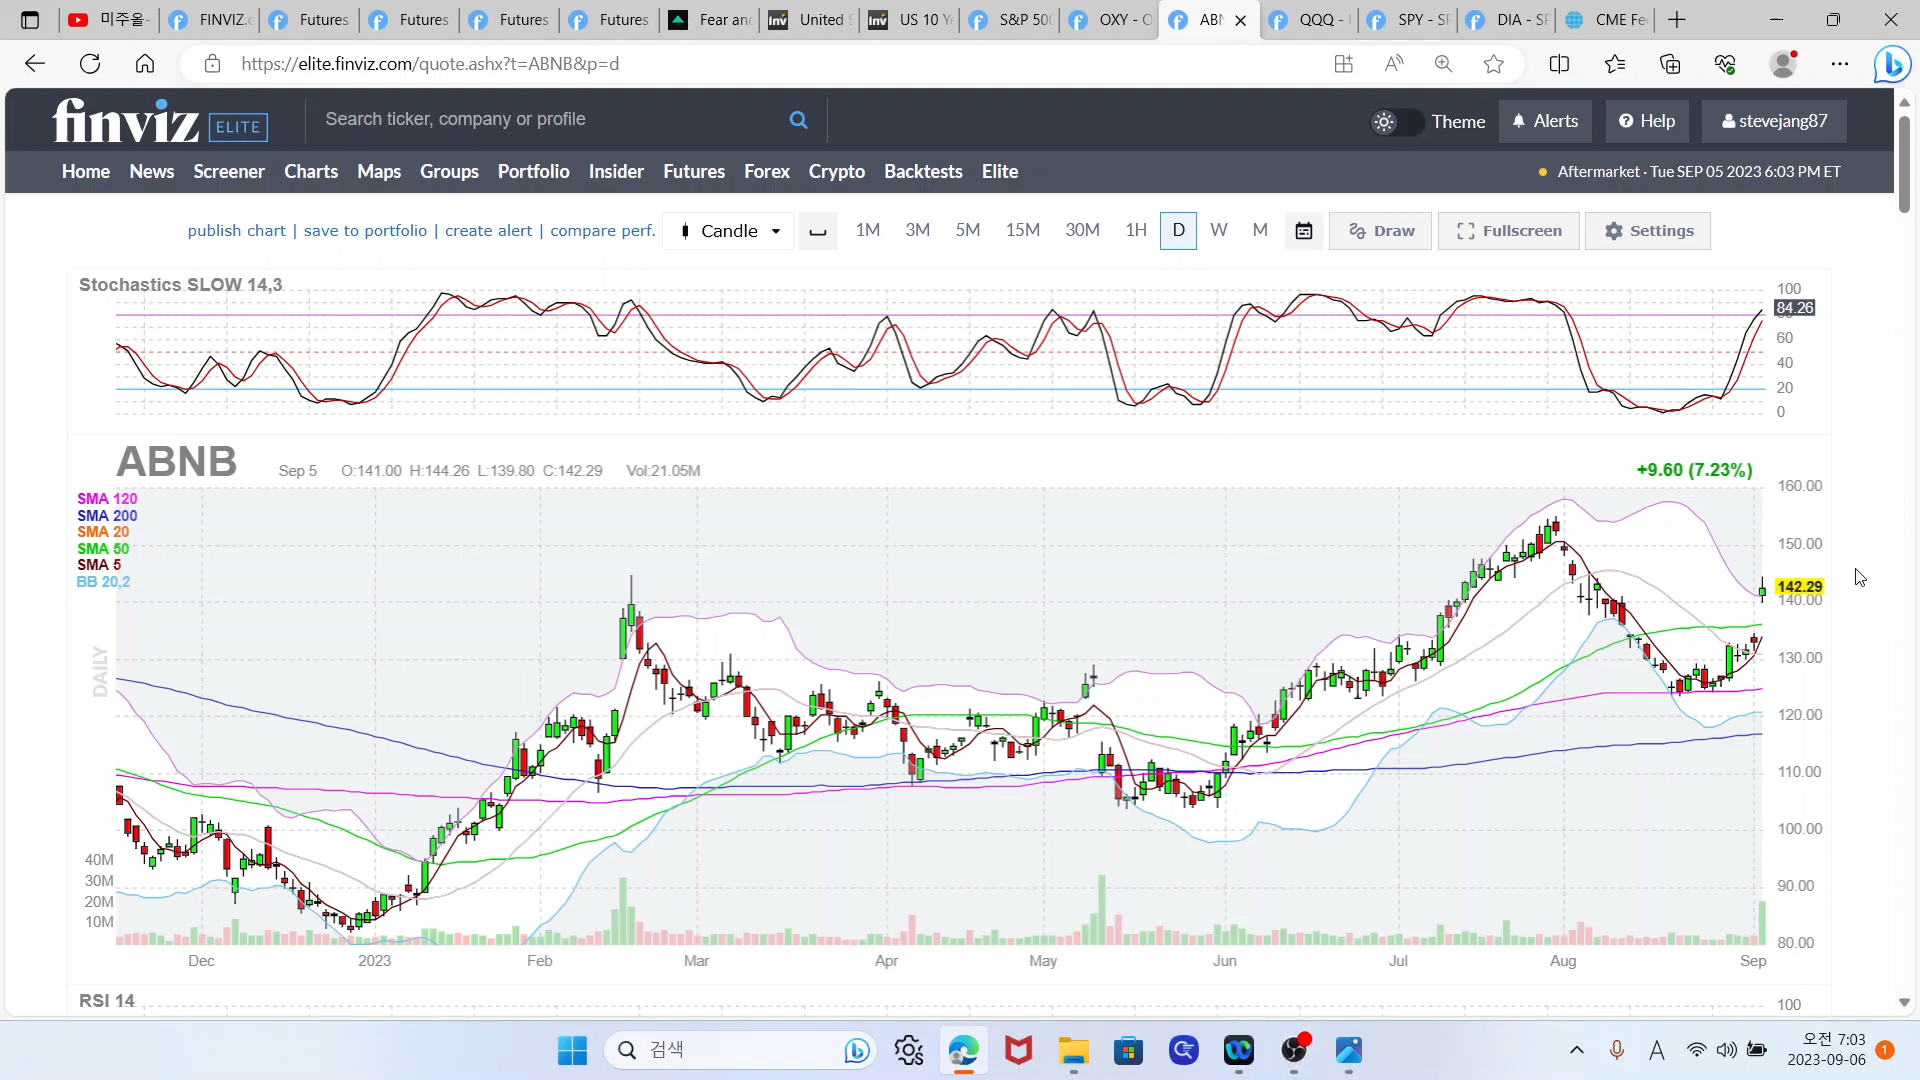 미주올-
FINVIZ.c
Futures
Futures
Futures
Futures
Fear and
Inv United S
Inv US 10 Ye
S&P 500
OXY - O
ABN
QQQ -
SPY - SP
DIA - SP
CME Fe
https://elite.finviz.com/quote.ashx?t=ABNB&p=d
finviz ELITE
Search ticker, company or profile
Theme
Alerts
Help
stevejang87
Home News Screener Charts Maps Groups Portfolio Insider Futures Forex Crypto Backtests Elite
Aftermarket · Tue SEP 05 2023 6:03 PM ET
publish chart | save to portfolio | create alert | compare perf.
Candle
1M 3M 5M 15M 30M 1H D W M
Draw
Fullscreen
Settings
Stochastics SLOW 14,3
100
84.26
60
40
20
0
ABNB
Sep 5 O:141.00 H:144.26 L:139.80 C:142.29 Vol:21.05M
+9.60 (7.23%)
SMA 120
SMA 200
SMA 20
SMA 50
SMA 5
BB 20,2
DAILY
160.00
150.00
142.29
140.00
130.00
120.00
110.00
100.00
90.00
80.00
40M
30M
20M
10M
Dec 2023 Feb Mar Apr May Jun Jul Aug Sep
RSI 14
100
검색
A
오전 7:03
2023-09-06
1